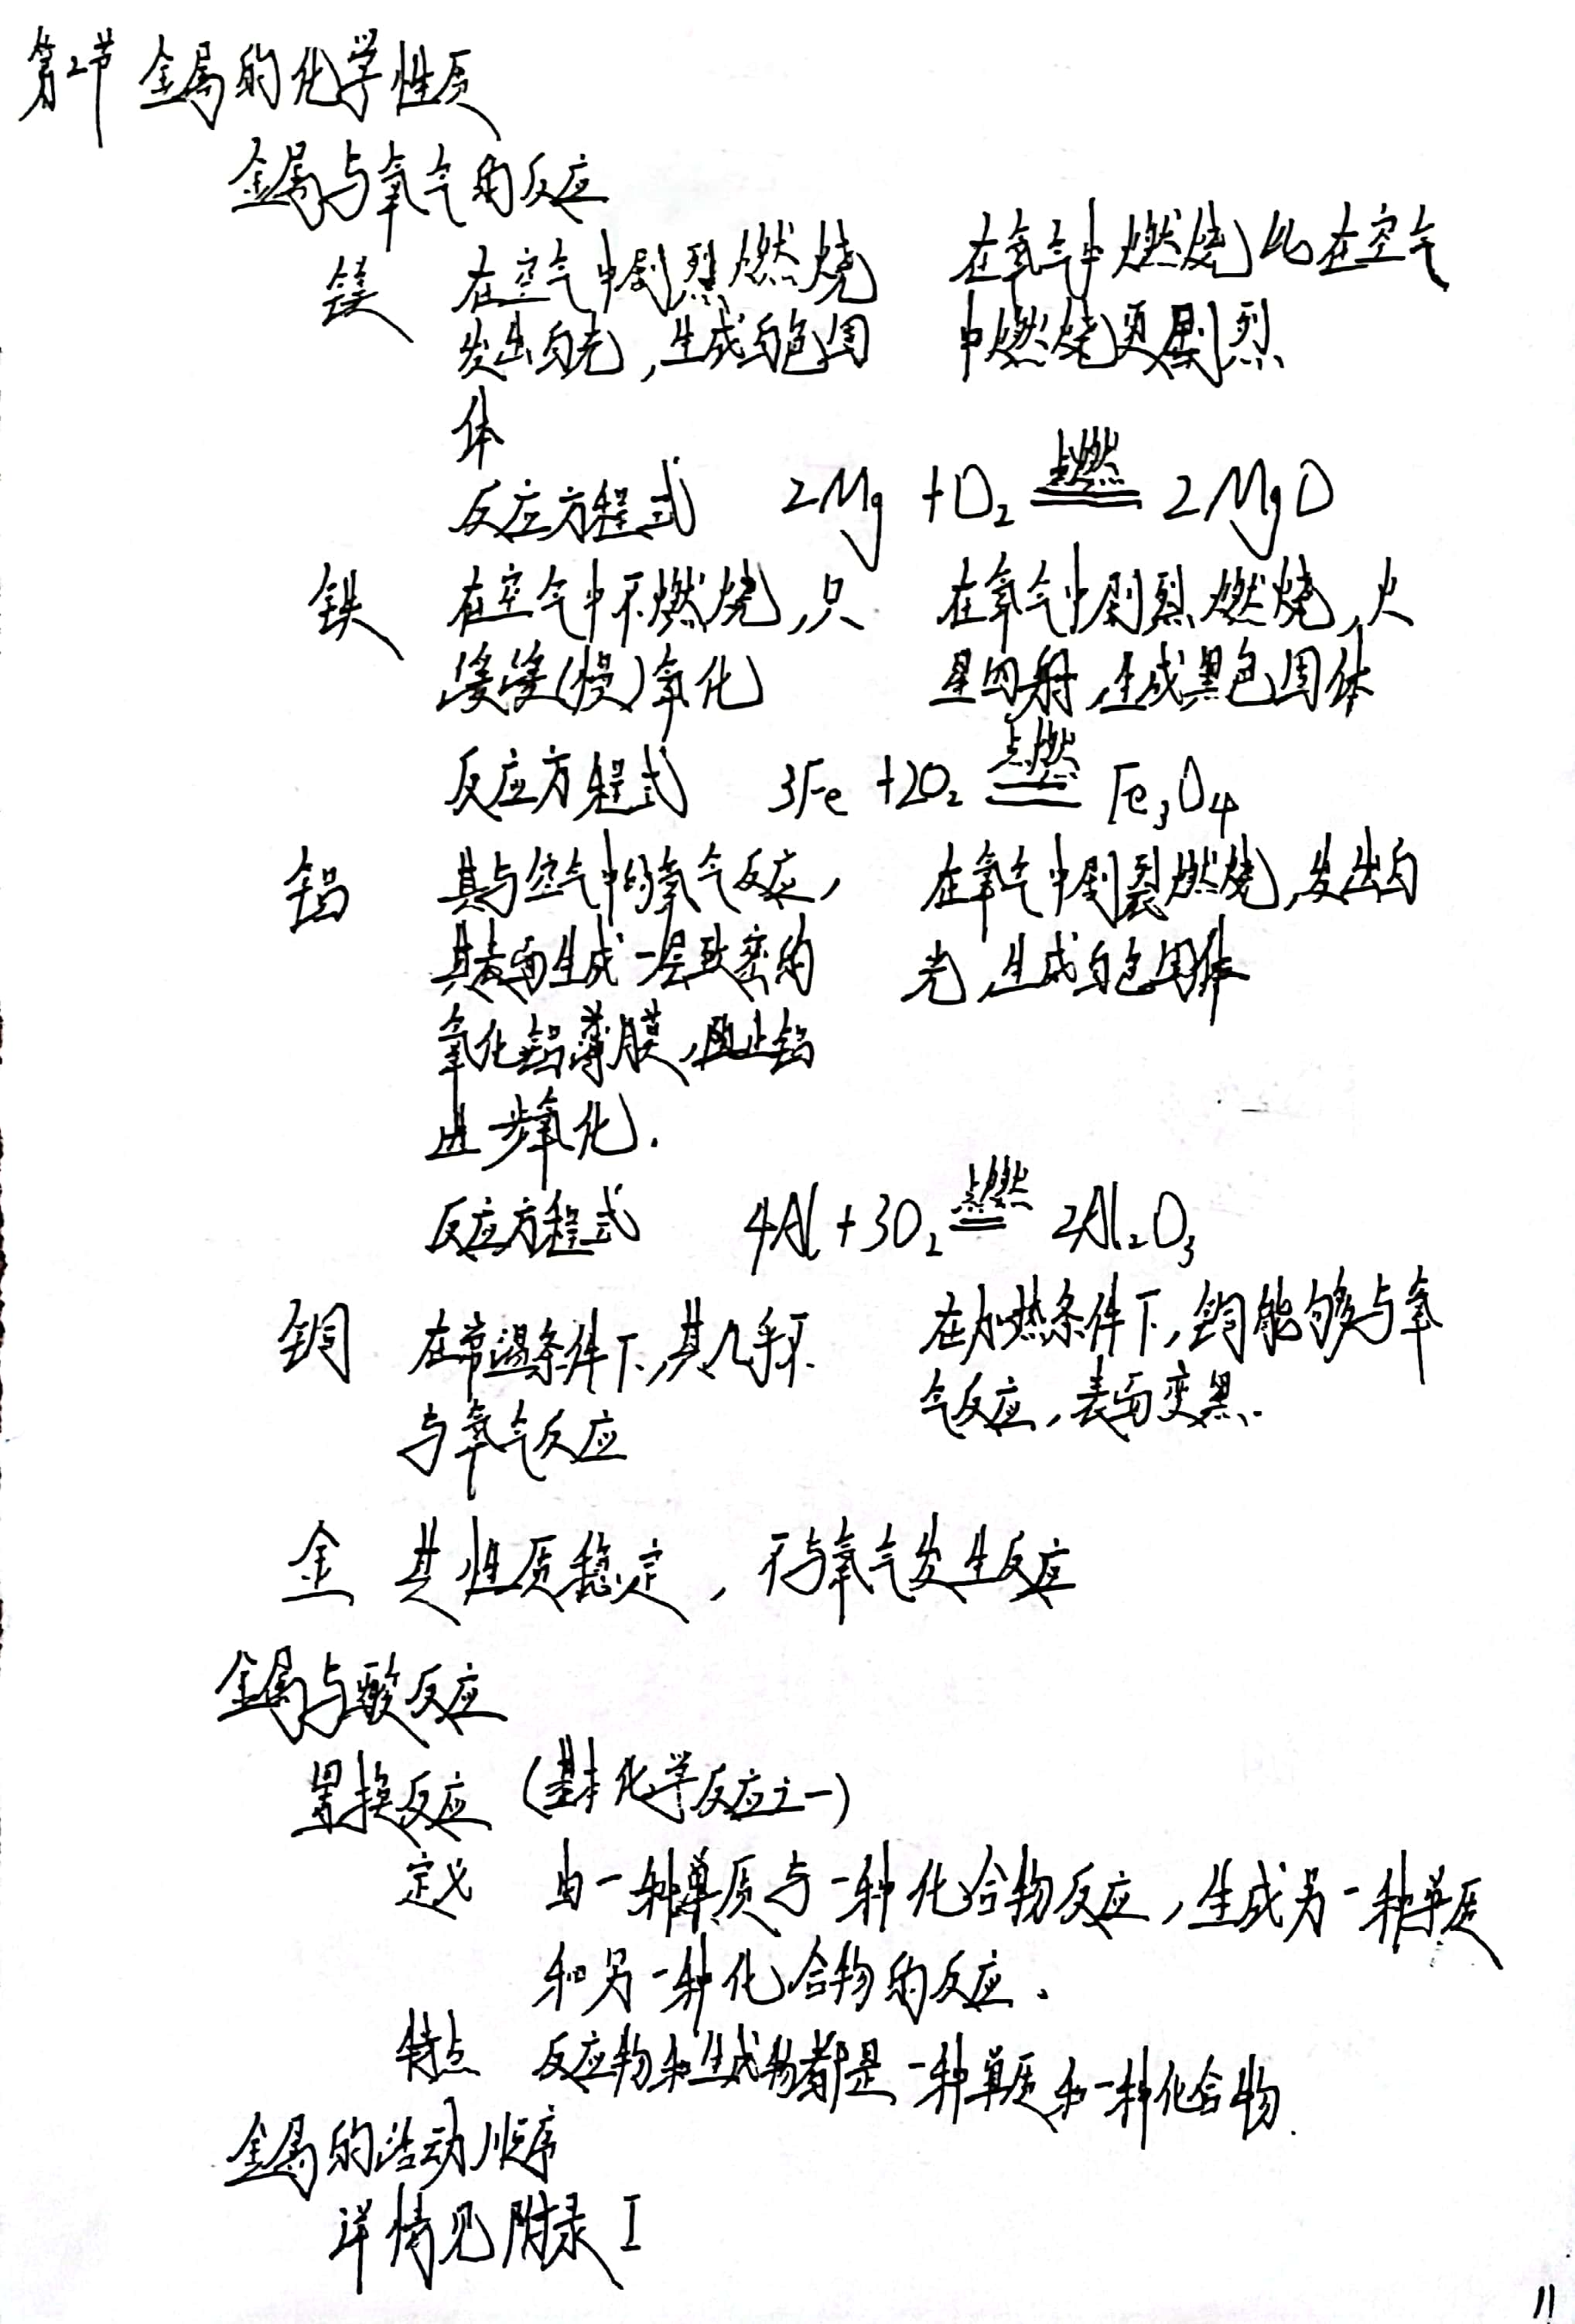 第2节 金属的化学性质
金属与氧气的反应
镁 在空气中剧烈燃烧 在氧气中燃烧比在空气
发出白光，生成白色固 中燃烧更剧烈
体
反应方程式 2Mg + O₂ 点燃 2MgO
铁 在空气中不燃烧，只 在氧气中剧烈燃烧，火
缓缓(慢)氧化 星四射，生成黑色固体
反应方程式 3Fe + 2O₂ 点燃 Fe₃O₄
铝 其与空气中的氧气反应， 在氧气中剧裂燃烧，发出白
其表面生成一层致密的 光，生成白色固体
氧化铝薄膜，阻止铝
进步氧化.
反应方程式 4Al + 3O₂ 点燃 2Al₂O₃
铜 在常温条件下，其几乎不 在加热条件下，铜能够与氧
与氧气反应 气反应，表面变黑.
金 其性质稳定，不与氧气发生反应
金属与酸反应
置换反应 (基本化学反应之一)
定义 由一种单质与一种化合物反应，生成另一种单质
和另一种化合物的反应.
特点 反应物和生成物都是一种单质和一种化合物.
金属的活动顺序
详情见附录 I
11